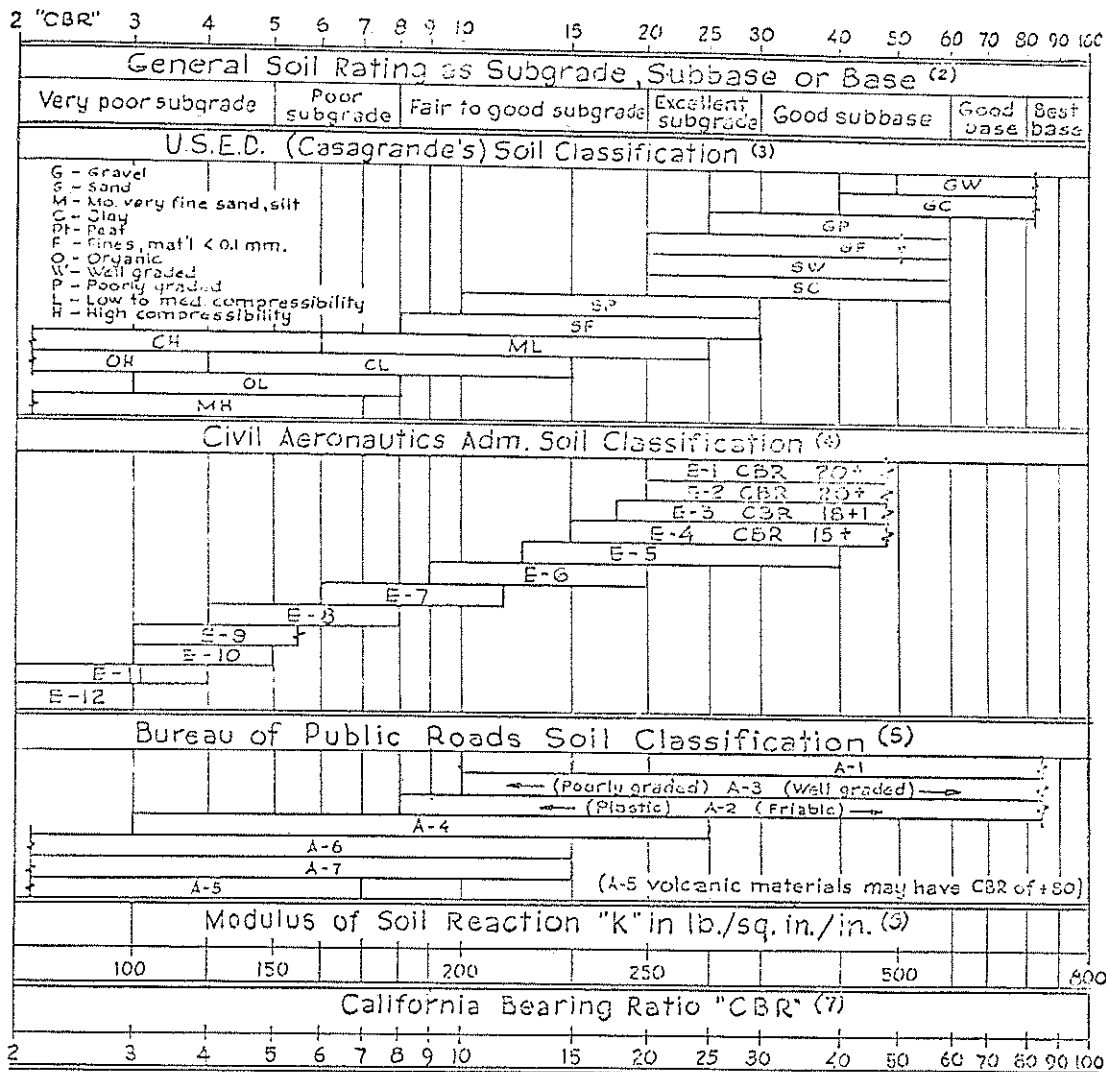 2 "CBR" 3 4 5 6 7 8 9 10 15 20 25 30 40 50 60 70 80 90 100
General Soil Rating as Subgrade, Subbase or Base (2)
Very poor subgrade
Poor subgrade
Fair to good subgrade
Excellent subgrade
Good subbase
Good base
Best base
U.S.E.D. (Casagrande's) Soil Classification (3)
G - Gravel
S - Sand
M - Mo. very fine sand, silt
C - Clay
Pt - Peat
F - Fines, mat'l < 0.1 mm.
O - Organic
W - Well graded
P - Poorly graded
L - Low to med. compressibility
H - High compressibility
GW
GC
GP
GF
SW
SC
SP
SF
CH ML
OH CL
OL
MH
Civil Aeronautics Adm. Soil Classification (4)
E-1 CBR 20+
E-2 CBR 20+
E-3 CBR 18+1
E-4 CBR 15+
E-5
E-6
E-7
E-8
E-9
E-10
E-11
E-12
Bureau of Public Roads Soil Classification (5)
A-1
(Poorly graded) A-3 (Well graded)
(Plastic) A-2 (Friable)
A-4
A-6
A-7
A-5 (A-5 volcanic materials may have CBR of +80)
Modulus of Soil Reaction "K" in lb./sq. in./in.
100 150 200 250 500 800
California Bearing Ratio "CBR" (7)
2 3 4 5 6 7 8 9 10 15 20 25 30 40 50 60 70 80 90 100